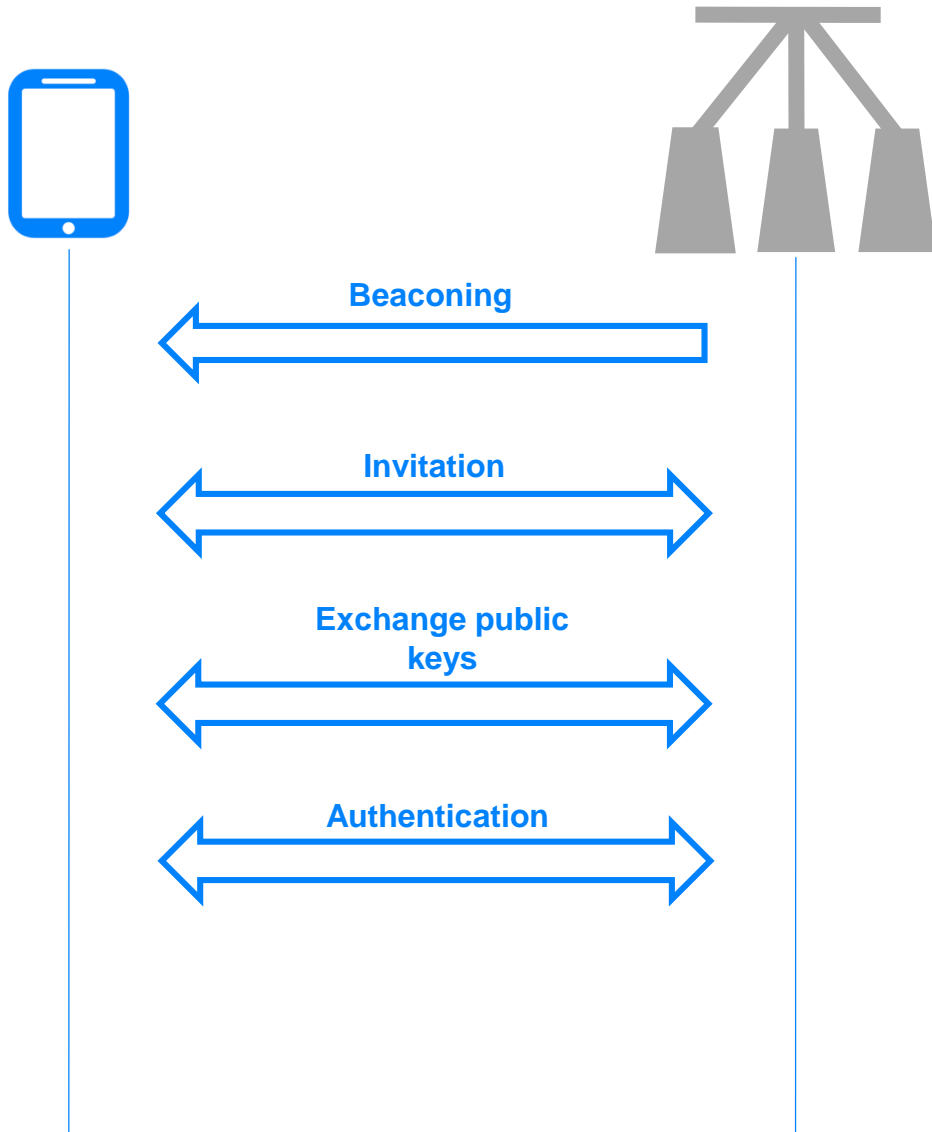 Beaconing
Invitation
Exchange public
keys
Authentication